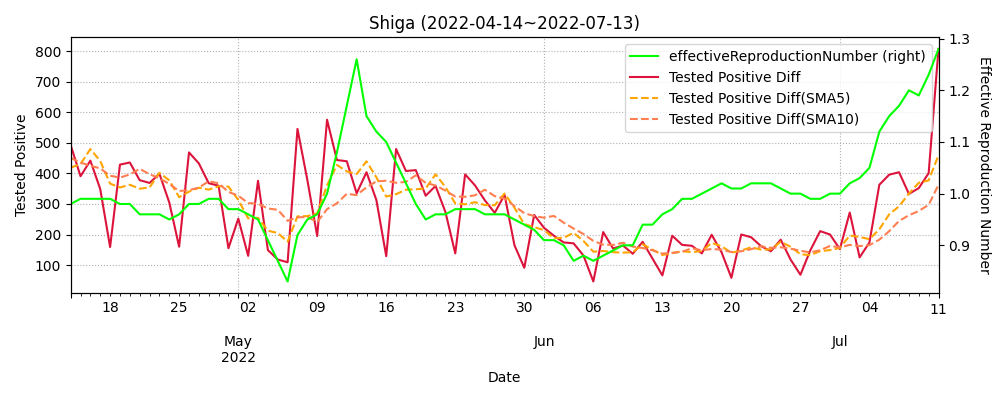 Shiga (2022-04-14~2022-07-13)
effectiveReproductionNumber (right)
Tested Positive Diff
Tested Positive Diff(SMA5)
Tested Positive Diff(SMA10)
Tested Positive
800
700
600
500
400
300
200
100
1.3
1.2
1.1
1.0
0.9
Effective Reproduction Number
18 25 02 09 16 23 30 06 13 20 27 04 11
May Jun Jul
2022
Date